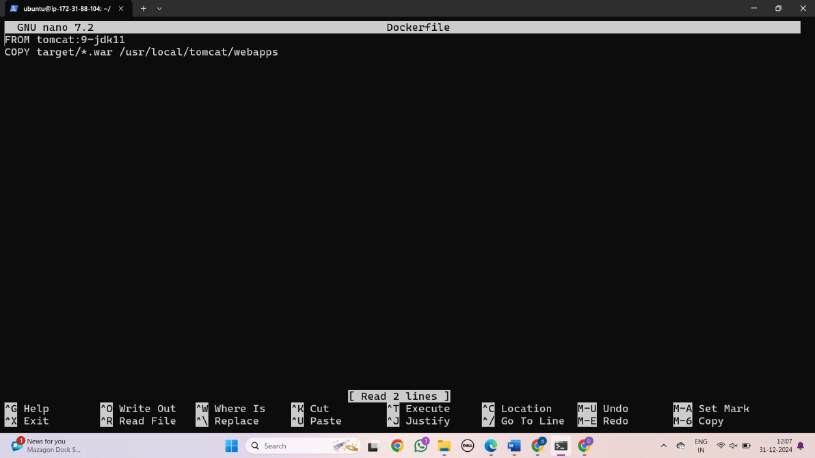 ubuntu@ip-172-31-88-104: ~/
GNU nano 7.2 Dockerfile
FROM tomcat:9-jdk11
COPY target/*.war /usr/local/tomcat/webapps
[ Read 2 lines ]
^G Help ^O Write Out ^W Where Is ^K Cut ^T Execute ^C Location M-U Undo M-A Set Mark
^X Exit ^R Read File ^\ Replace ^U Paste ^J Justify ^/ Go To Line M-E Redo M-6 Copy
1 News for you
Mazagon Dock S...
Search
DELL
1
ENG
IN
12:07
31-12-2024